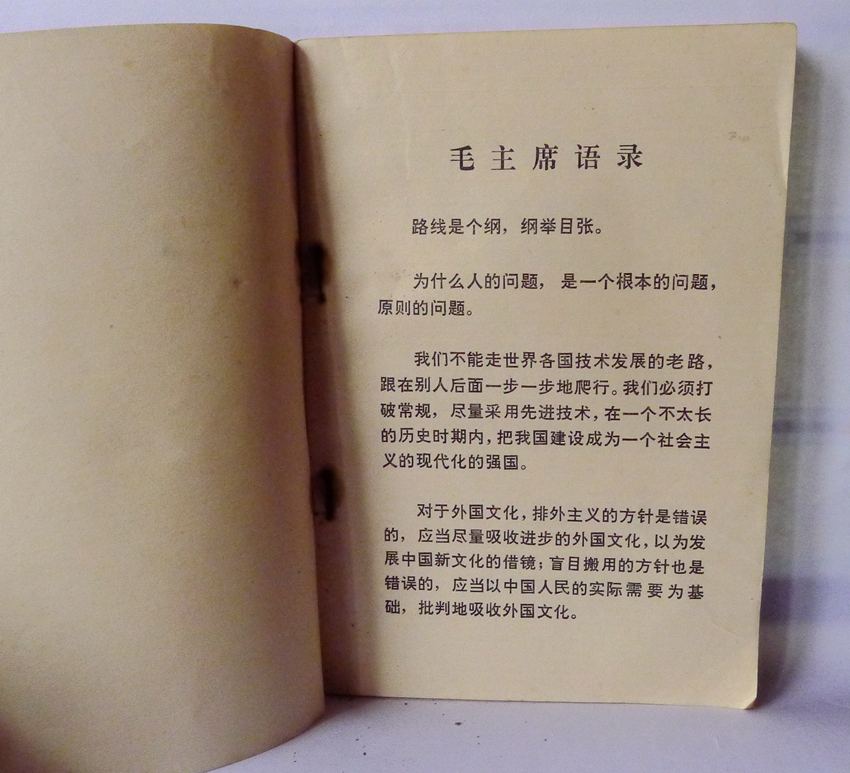 毛主席语录
路线是个纲，纲举目张。
为什么人的问题，是一个根本的问题，
原则的问题。
我们不能走世界各国技术发展的老路，
跟在别人后面一步一步地爬行。我们必须打
破常规，尽量采用先进技术，在一个不太长
的历史时期内，把我国建设成为一个社会主
义的现代化的强国。
对于外国文化，排外主义的方针是错误
的，应当尽量吸收进步的外国文化，以为发
展中国新文化的借镜；盲目搬用的方针也是
错误的，应当以中国人民的实际需要为基
础，批判地吸收外国文化。